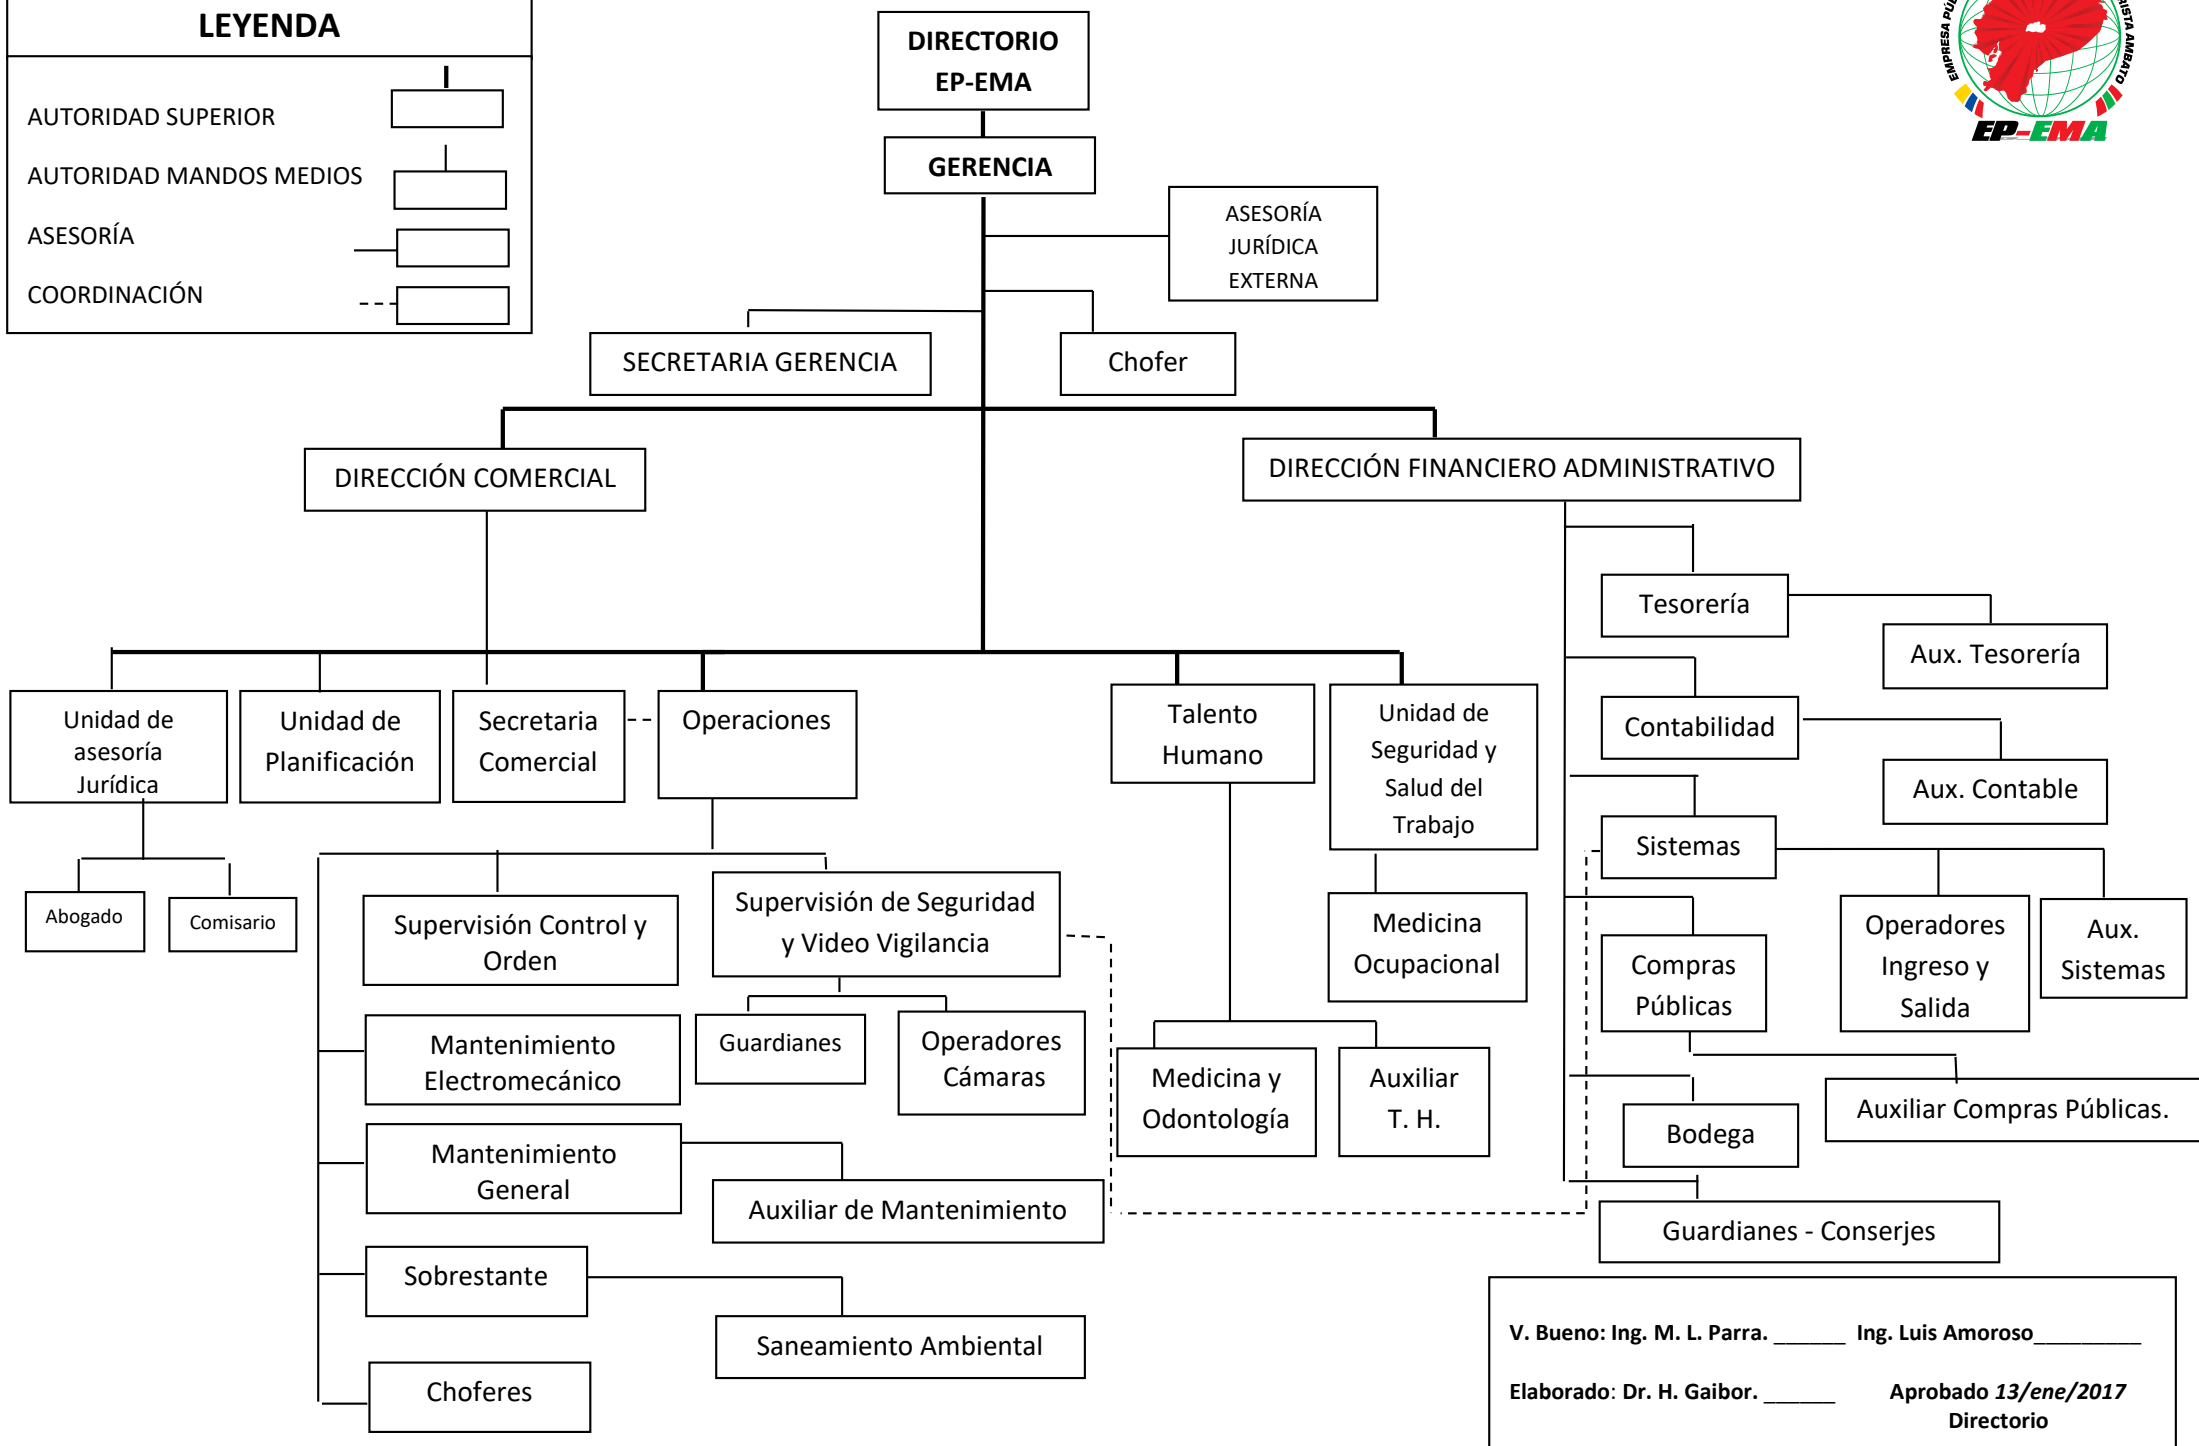 LEYENDA
AUTORIDAD SUPERIOR
AUTORIDAD MANDOS MEDIOS
ASESORÍA
COORDINACIÓN
DIRECTORIO
EP-EMA
GERENCIA
EP-EMA
ASESORÍA
JURÍDICA
EXTERNA
SECRETARIA GERENCIA
Chofer
DIRECCIÓN COMERCIAL
DIRECCIÓN FINANCIERO ADMINISTRATIVO
Tesorería
Aux. Tesorería
Contabilidad
Aux. Contable
Sistemas
Operadores
Ingreso y
Salida
Aux.
Sistemas
Compras
Públicas
Auxiliar Compras Públicas.
Bodega
Guardianes - Conserjes
Unidad de
asesoría
Jurídica
Unidad de
Planificación
Secretaria
Comercial
Operaciones
Talento
Humano
Unidad de
Seguridad y
Salud del
Trabajo
Abogado
Comisario
Supervisión Control y
Orden
Supervisión de Seguridad
y Video Vigilancia
Medicina
Ocupacional
Mantenimiento
Electromecánico
Guardianes
Operadores
Cámaras
Medicina y
Odontología
Auxiliar
T. H.
Mantenimiento
General
Auxiliar de Mantenimiento
Sobrestante
Saneamiento Ambiental
Choferes
V. Bueno: Ing. M. L. Parra. ______ Ing. Luis Amoroso_________
Elaborado: Dr. H. Gaibor. ______ Aprobado 13/ene/2017
Directorio